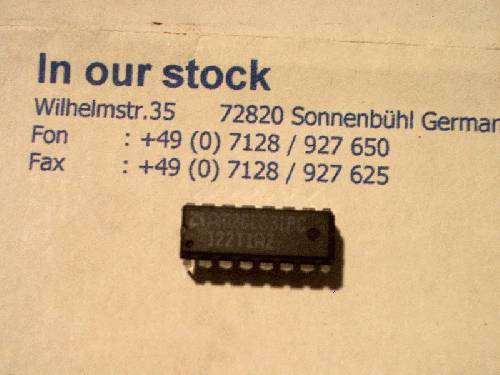 In our stock
Wilhelmstr.35 72820 Sonnenbühl German
Fon : +49 (0) 7128 / 927 650
Fax : +49 (0) 7128 / 927 625